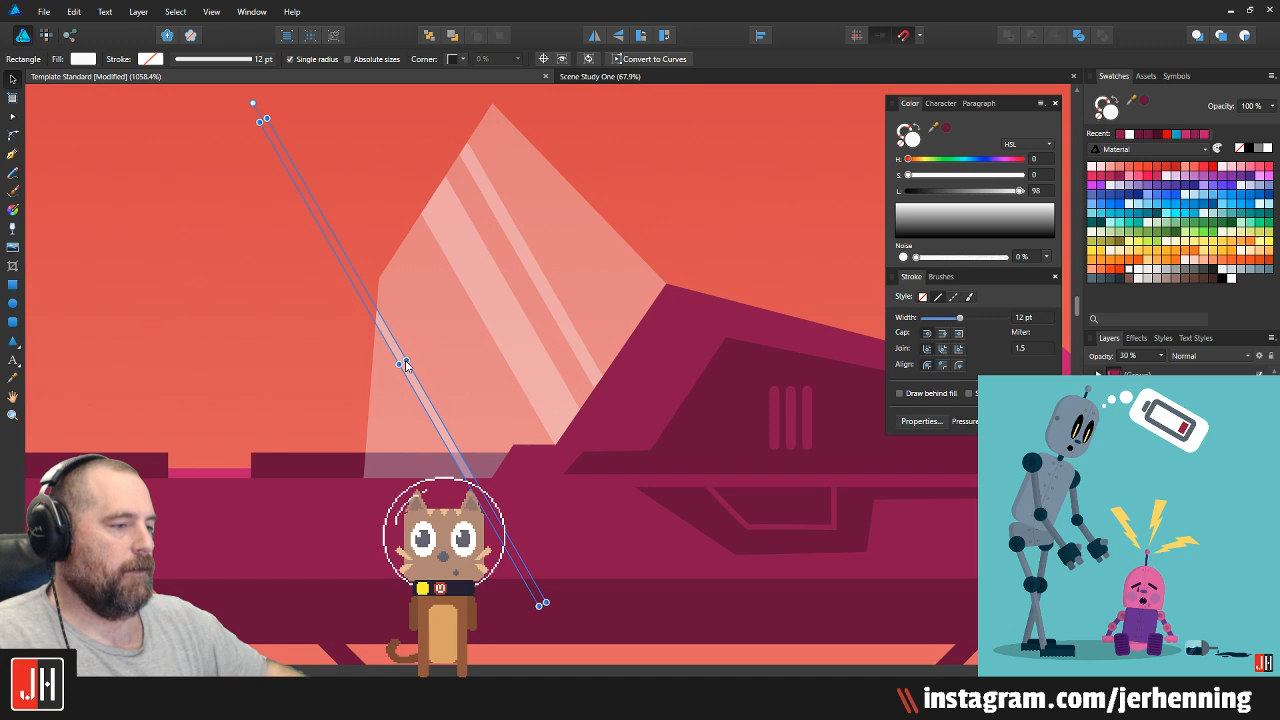 File Edit Text Layer Select View Window Help
Rectangle Fill: Stroke: 12 pt Single radius Absolute sizes Corner: 0 % Convert to Curves
Template Standard [Modified] (1058.4%) × Scene Study One (67.9%) ×
Swatches Assets Symbols
Color Character Paragraph
Opacity: 100 %
HSL
Recent:
H: 0
Material
S: 0
L: 98
Noise
0 %
Stroke Brushes
Style:
Width: 12 pt
Cap: Miter:
Join: 1.5
Align:
Draw behind fill
Properties... Pressure
Layers Effects Styles Text Styles
Opacity: 30 % Normal
(Group)
JH
JH
\\ instagram.com/jerhenning